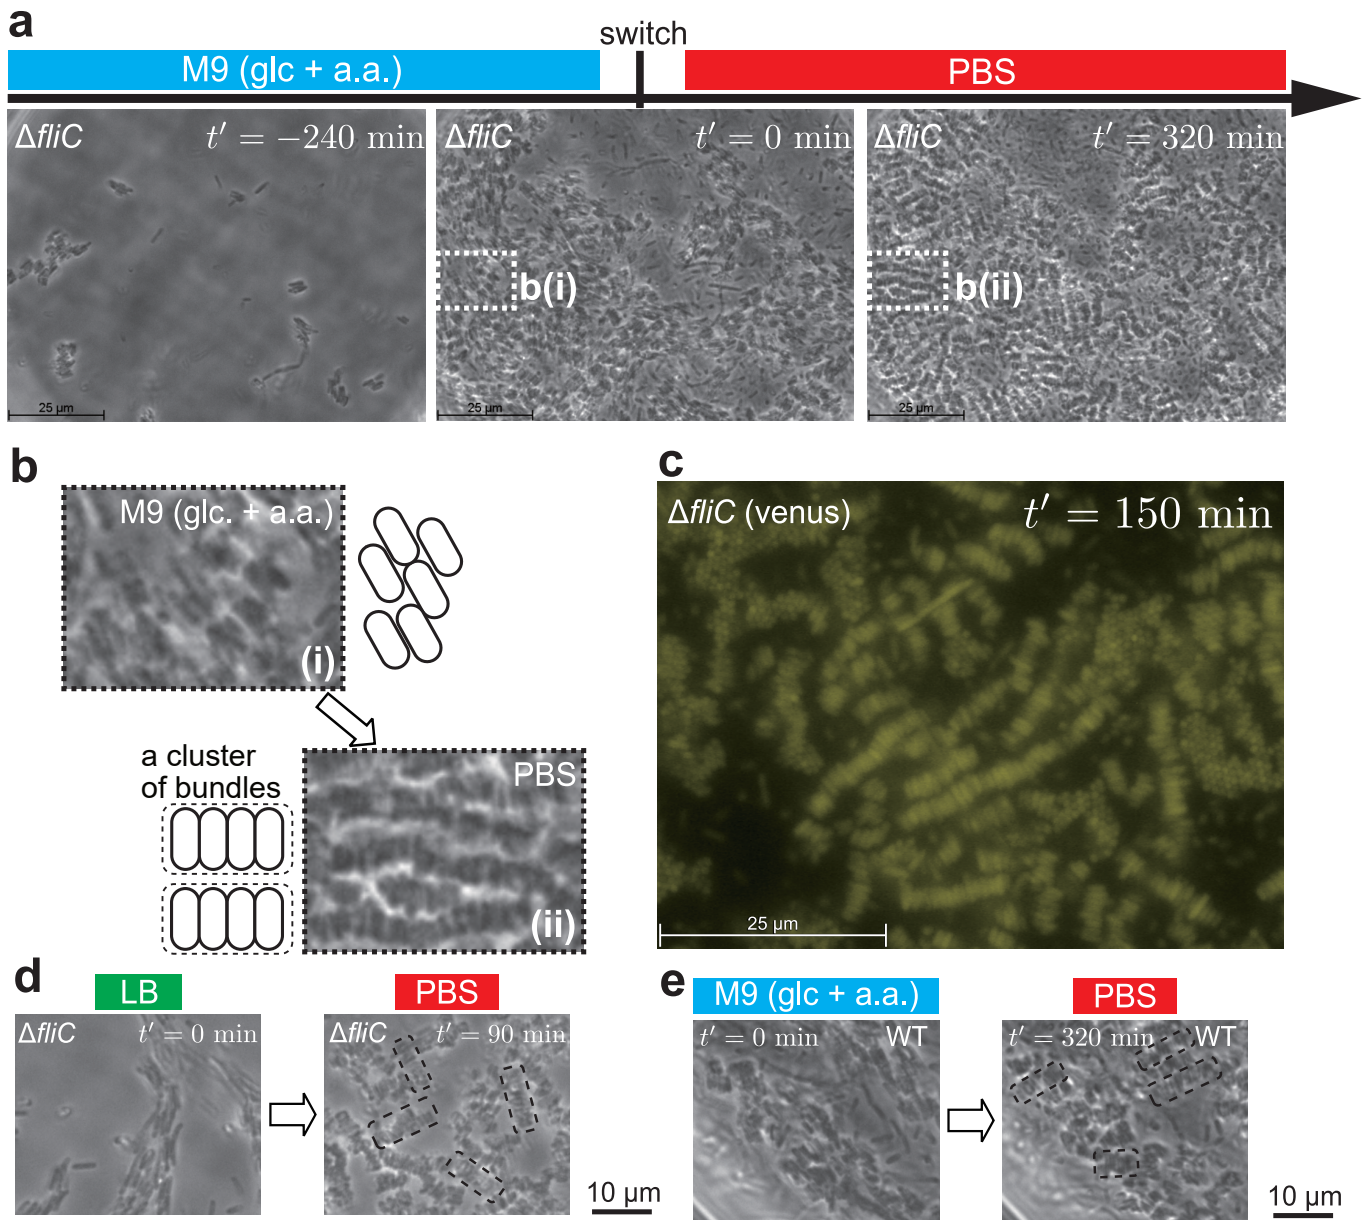 a
switch
M9 (glc + a.a.)
PBS
ΔfliC
t′ = −240 min
ΔfliC
t′ = 0 min
ΔfliC
t′ = 320 min
b(i)
b(ii)
25 µm
25 µm
25 µm
b
M9 (glc. + a.a.)
(i)
a cluster
of bundles
PBS
(ii)
c
ΔfliC (venus)
t′ = 150 min
25 µm
d
LB
PBS
ΔfliC
t′ = 0 min
ΔfliC
t′ = 90 min
10 µm
e
M9 (glc + a.a.)
PBS
t′ = 0 min
WT
t′ = 320 min
WT
10 µm